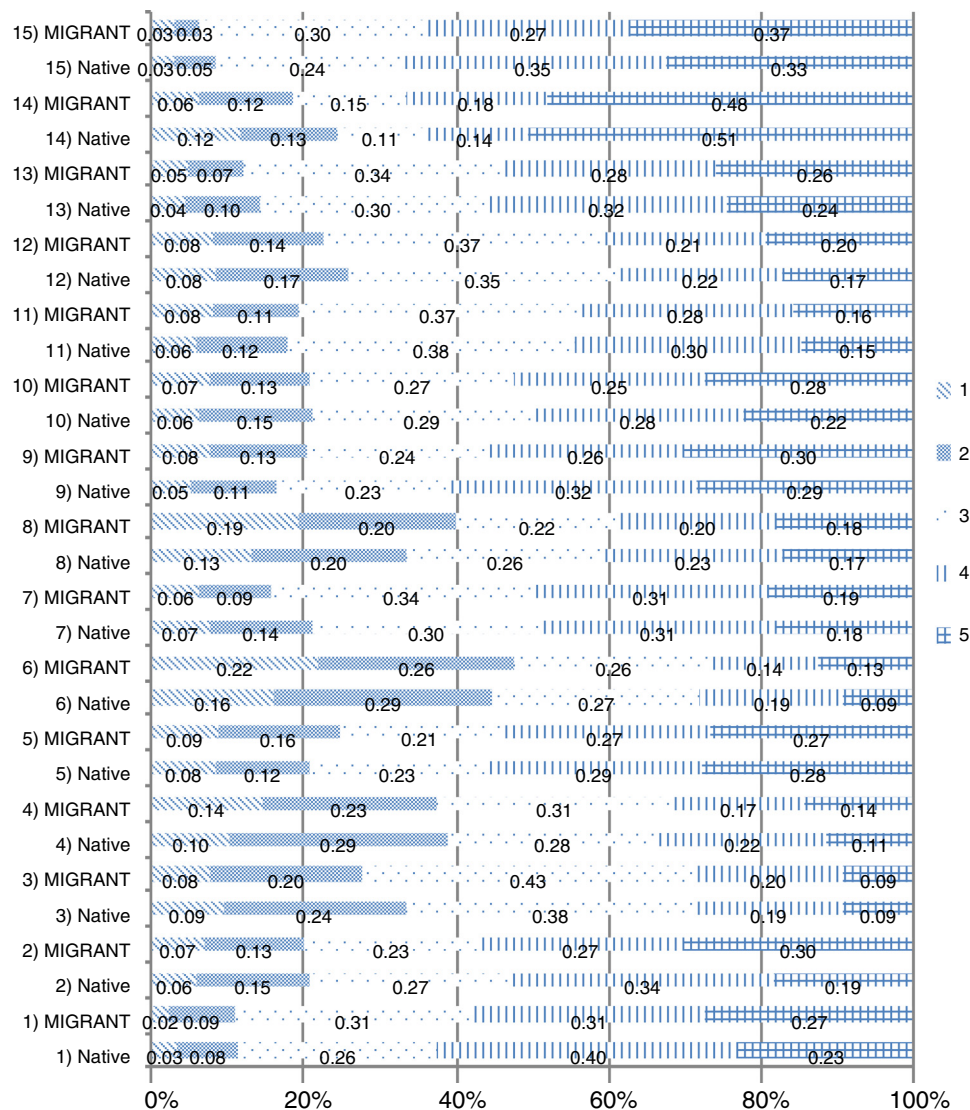 15) MIGRANT 0.03 0.03 0.30 0.27 0.37
15) Native 0.03 0.05 0.24 0.35 0.33
14) MIGRANT 0.06 0.12 0.15 0.18 0.48
14) Native 0.12 0.13 0.11 0.14 0.51
13) MIGRANT 0.05 0.07 0.34 0.28 0.26
13) Native 0.04 0.10 0.30 0.32 0.24
12) MIGRANT 0.08 0.14 0.37 0.21 0.20
12) Native 0.08 0.17 0.35 0.22 0.17
11) MIGRANT 0.08 0.11 0.37 0.28 0.16
11) Native 0.06 0.12 0.38 0.30 0.15
10) MIGRANT 0.07 0.13 0.27 0.25 0.28
10) Native 0.06 0.15 0.29 0.28 0.22
9) MIGRANT 0.08 0.13 0.24 0.26 0.30
9) Native 0.05 0.11 0.23 0.32 0.29
8) MIGRANT 0.19 0.20 0.22 0.20 0.18
8) Native 0.13 0.20 0.26 0.23 0.17
7) MIGRANT 0.06 0.09 0.34 0.31 0.19
7) Native 0.07 0.14 0.30 0.31 0.18
6) MIGRANT 0.22 0.26 0.26 0.14 0.13
6) Native 0.16 0.29 0.27 0.19 0.09
5) MIGRANT 0.09 0.16 0.21 0.27 0.27
5) Native 0.08 0.12 0.23 0.29 0.28
4) MIGRANT 0.14 0.23 0.31 0.17 0.14
4) Native 0.10 0.29 0.28 0.22 0.11
3) MIGRANT 0.08 0.20 0.43 0.20 0.09
3) Native 0.09 0.24 0.38 0.19 0.09
2) MIGRANT 0.07 0.13 0.23 0.27 0.30
2) Native 0.06 0.15 0.27 0.34 0.19
1) MIGRANT 0.02 0.09 0.31 0.31 0.27
1) Native 0.03 0.08 0.26 0.40 0.23
0% 20% 40% 60% 80% 100%
1
2
3
4
5